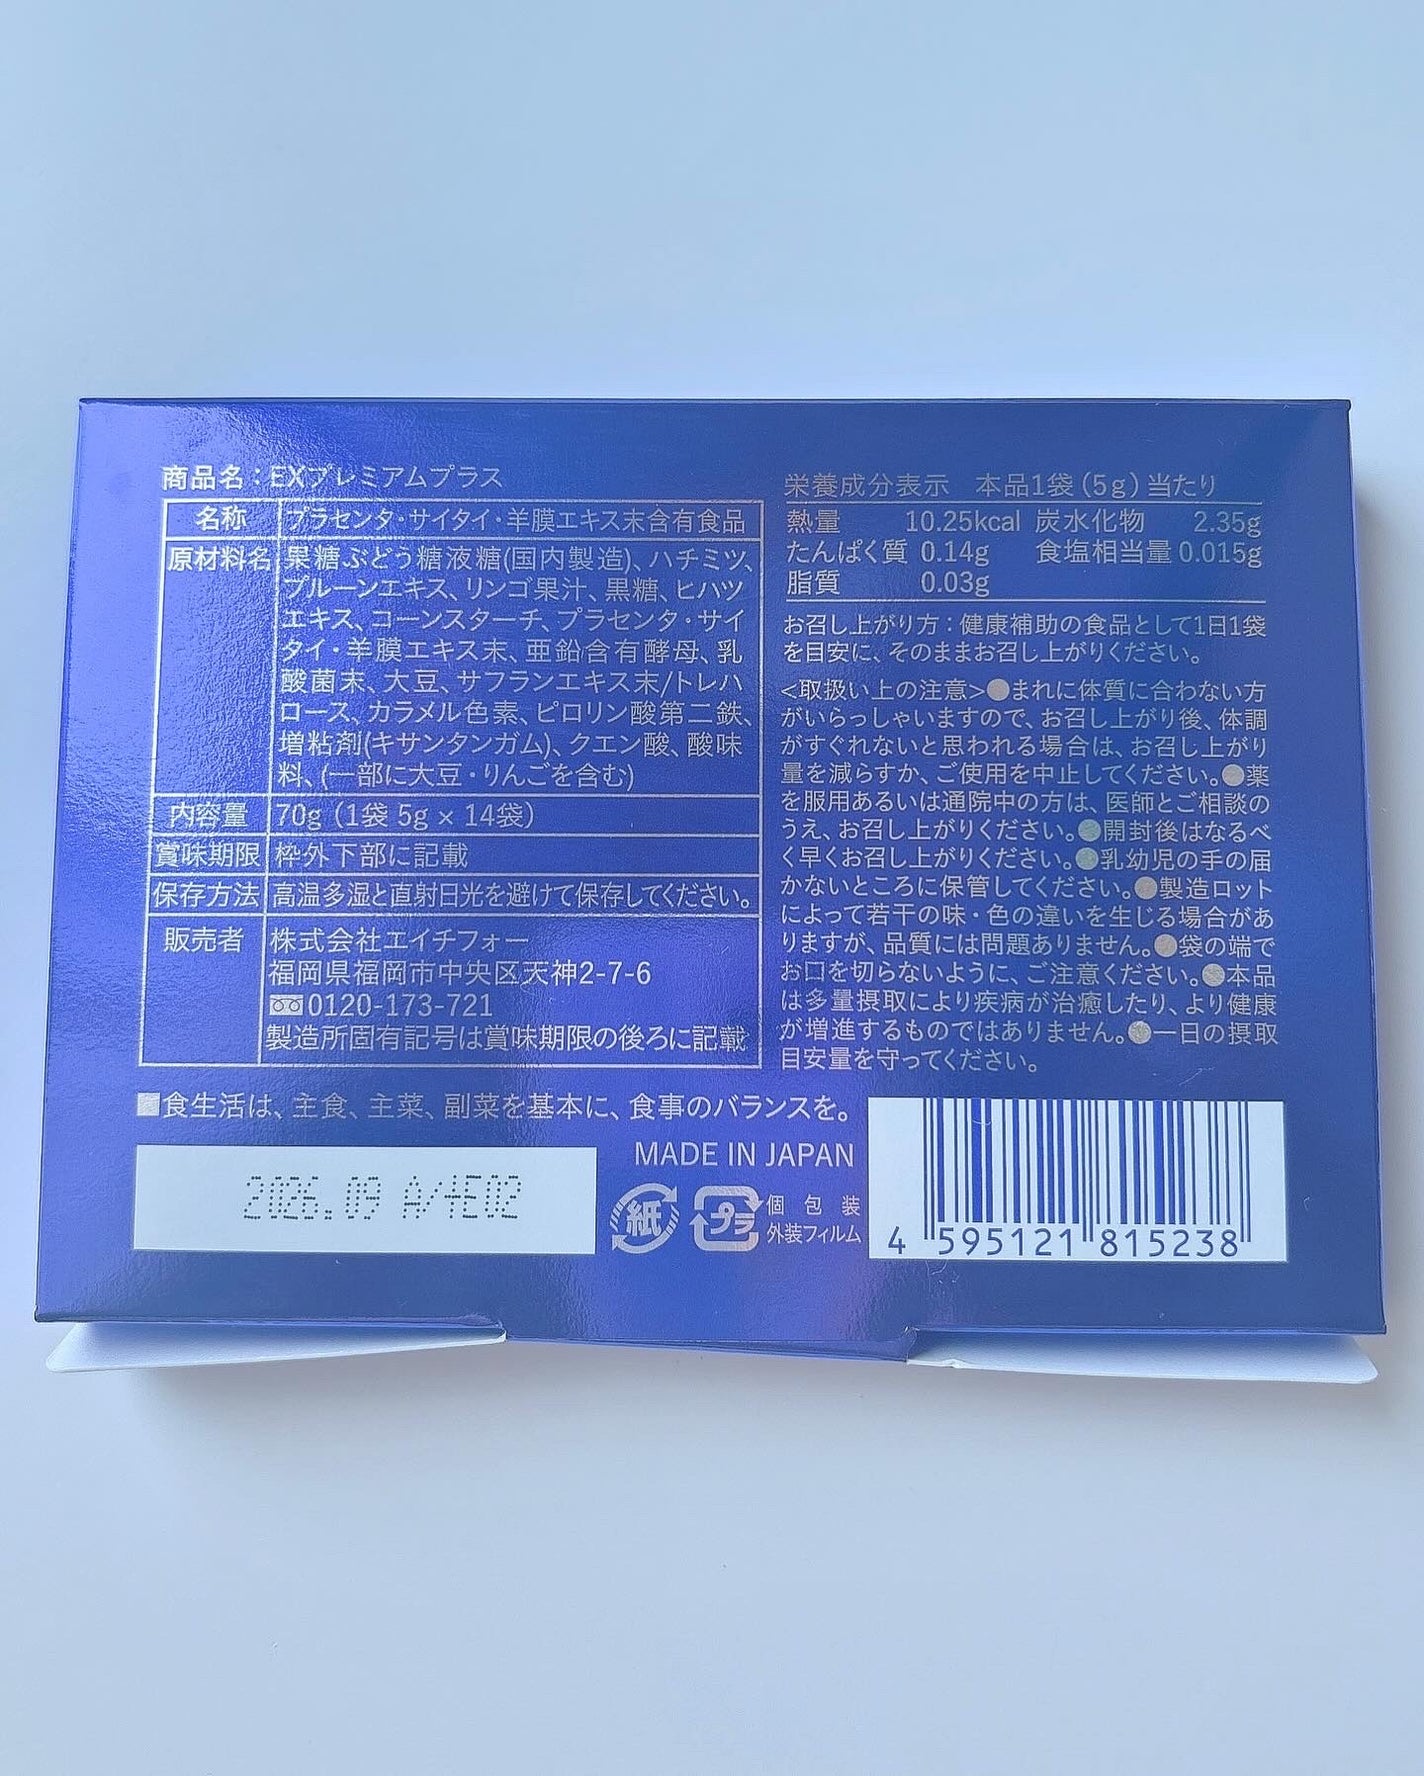 商品名：EXプレミアムプラス
名称 プラセンタ・サイタイ・羊膜エキス末含有食品
原材料名 果糖ぶどう糖液糖(国内製造)、ハチミツ、
プルーンエキス、リンゴ果汁、黒糖、ヒハツ
エキス、コーンスターチ、プラセンタ・サイ
タイ・羊膜エキス末、亜鉛含有酵母、乳
酸菌末、大豆、サフランエキス末/トレハ
ロース、カラメル色素、ピロリン酸第二鉄、
増粘剤(キサンタンガム)、クエン酸、酸味
料、(一部に大豆・りんごを含む)
内容量 70g（1袋 5g × 14袋）
賞味期限 枠外下部に記載
保存方法 高温多湿と直射日光を避けて保存してください。
販売者 株式会社エイチフォー
福岡県福岡市中央区天神2-7-6
0120-173-721
製造所固有記号は賞味期限の後ろに記載
栄養成分表示 本品1袋（5g）当たり
熱量 10.25kcal 炭水化物 2.35g
たんぱく質 0.14g 食塩相当量 0.015g
脂質 0.03g
お召し上がり方：健康補助の食品として1日1袋
を目安に、そのままお召し上がりください。
<取扱い上の注意>●まれに体質に合わない方
がいらっしゃいますので、お召し上がり後、体調
がすぐれないと思われる場合は、お召し上がり
量を減らすか、ご使用を中止してください。●薬
を服用あるいは通院中の方は、医師とご相談の
うえ、お召し上がりください。●開封後はなるべ
く早くお召し上がりください。●乳幼児の手の届
かないところに保管してください。●製造ロット
によって若干の味・色の違いを生じる場合があ
りますが、品質には問題ありません。●袋の端で
お口を切らないように、ご注意ください。●本品
は多量摂取により疾病が治癒したり、より健康
が増進するものではありません。●一日の摂取
目安量を守ってください。
■食生活は、主食、主菜、副菜を基本に、食事のバランスを。
MADE IN JAPAN
2026.09 A/4E02
紙 プラ 個包装
外装フィルム
4 595121 815238